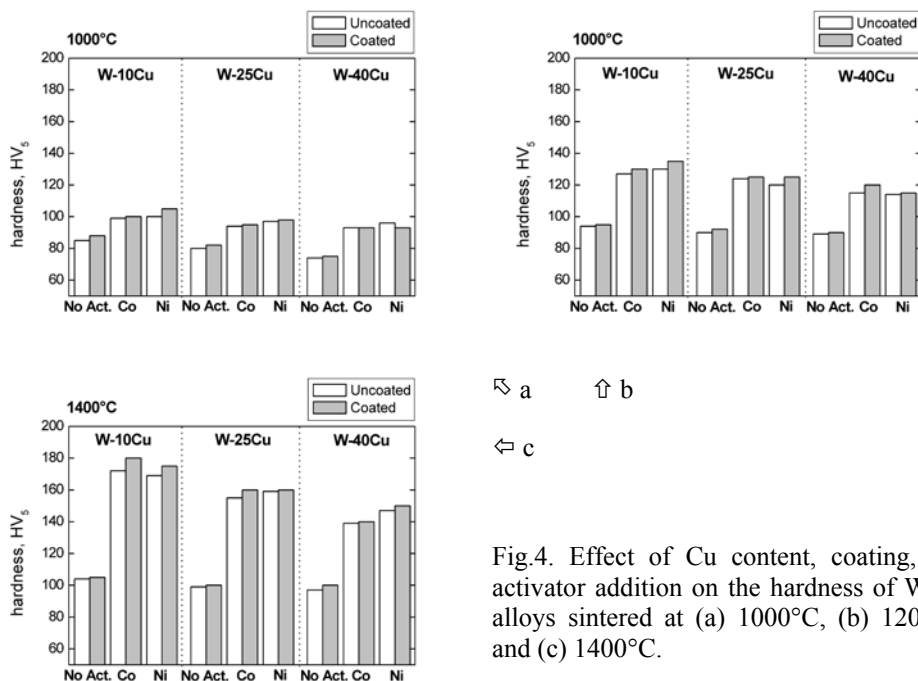 Uncoated
Coated
1000°C
200
180
160
140
120
100
80
60
hardness, HV5
W-10Cu W-25Cu W-40Cu
No Act. Co Ni No Act. Co Ni No Act. Co Ni
Uncoated
Coated
1000°C
200
180
160
140
120
100
80
60
hardness, HV5
W-10Cu W-25Cu W-40Cu
No Act. Co Ni No Act. Co Ni No Act. Co Ni
Uncoated
Coated
1400°C
200
180
160
140
120
100
80
60
hardness, HV5
W-10Cu W-25Cu W-40Cu
No Act. Co Ni No Act. Co Ni No Act. Co Ni
⇖ a ⇧ b
⇦ c
Fig.4. Effect of Cu content, coating,
activator addition on the hardness of W
alloys sintered at (a) 1000°C, (b) 120
and (c) 1400°C.